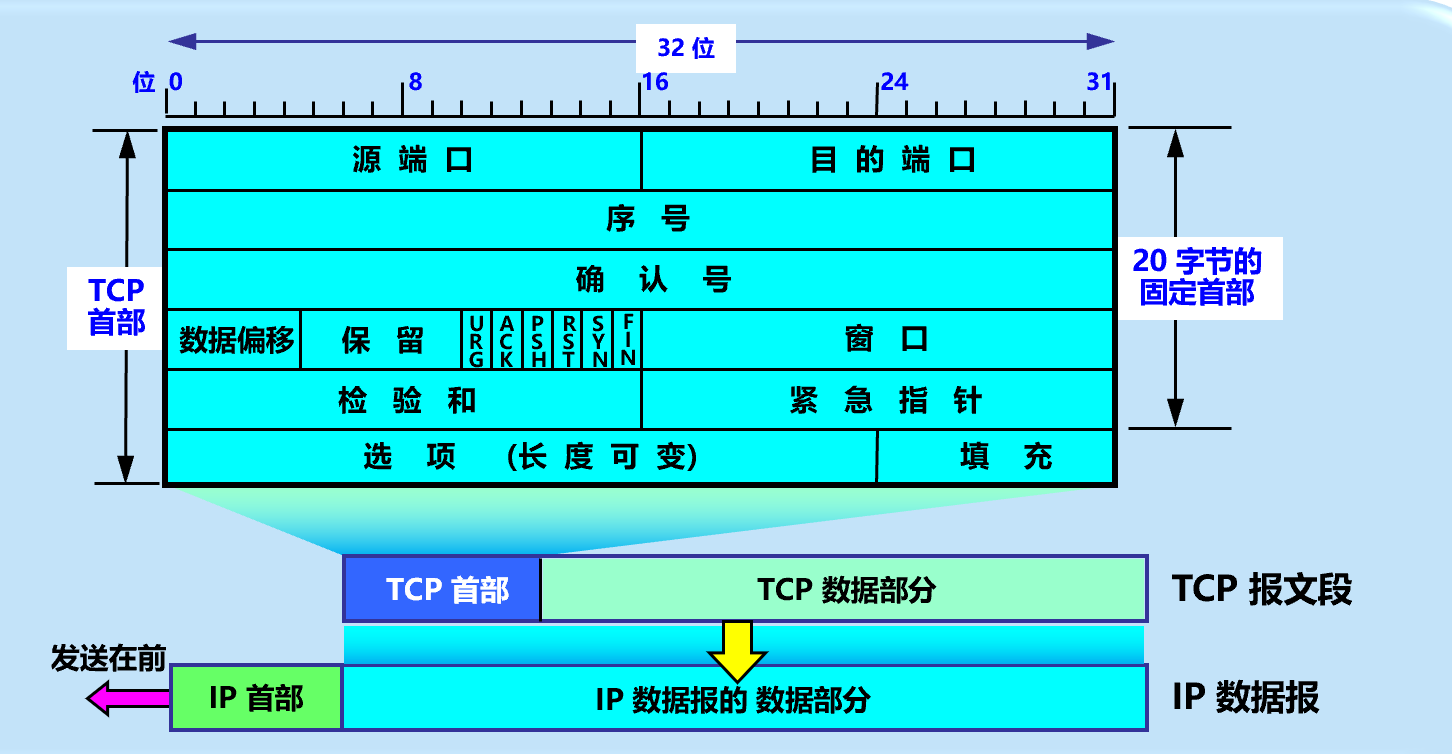 32 位
位 0 8 16 24 31
源 端 口 目 的 端 口
序 号
确 认 号
TCP
首部
20 字节的
固定首部
数据偏移 保 留 URG ACK PSH RST SYN FIN 窗 口
检 验 和 紧 急 指 针
选 项 (长 度 可 变) 填 充
TCP 首部 TCP 数据部分 TCP 报文段
发送在前
IP 首部 IP 数据报的 数据部分 IP 数据报